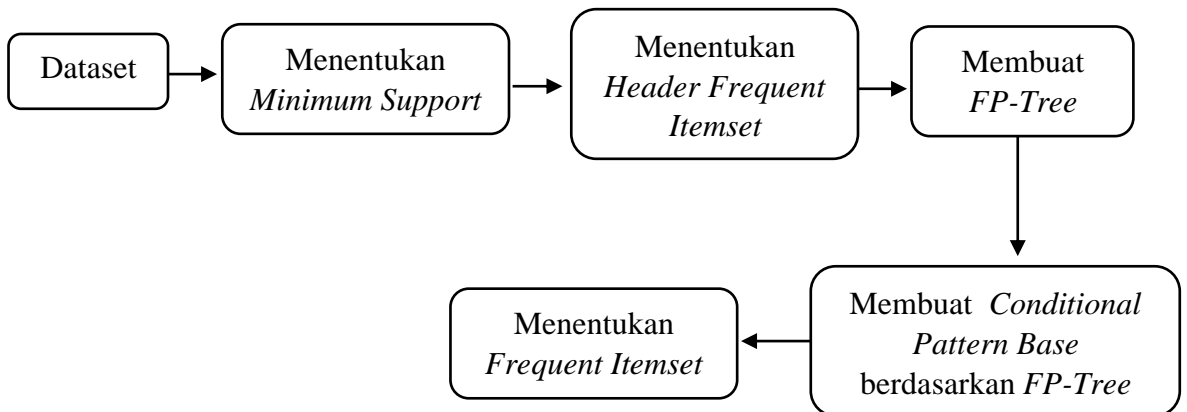 Dataset
Menentukan
Minimum Support
Menentukan
Header Frequent
Itemset
Membuat
FP-Tree
Membuat Conditional
Pattern Base
berdasarkan FP-Tree
Menentukan
Frequent Itemset